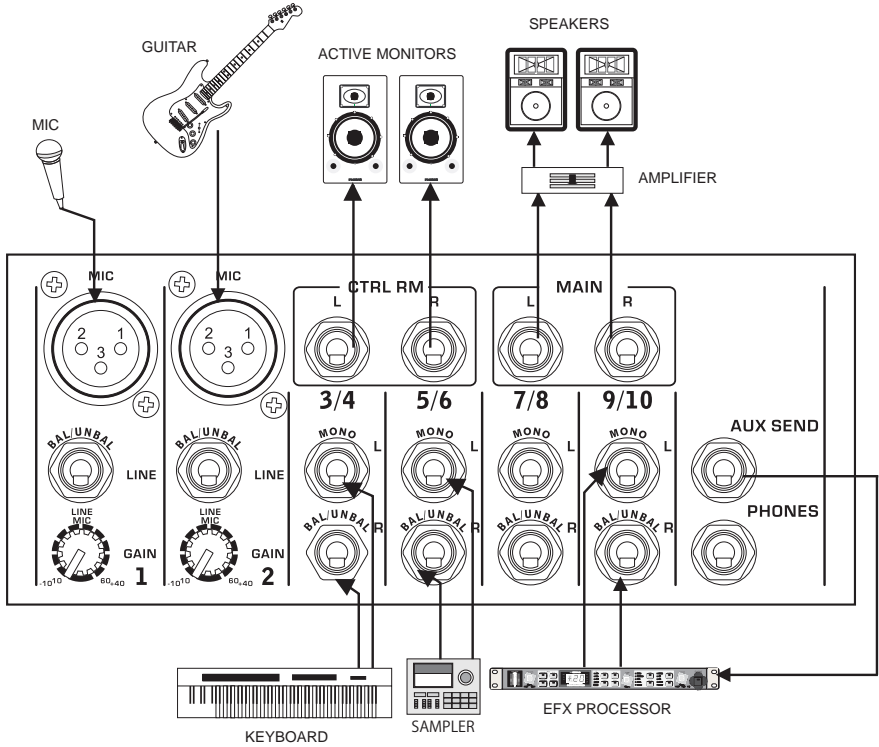 SPEAKERS
GUITAR
ACTIVE MONITORS
MIC
AMPLIFIER
MIC
MIC
CTRL RM
L
R
MAIN
L
R
2 1
3
2 1
3
3/4
5/6
7/8
9/10
BAL/UNBAL
LINE
BAL/UNBAL
LINE
MONO
L
MONO
L
MONO
L
MONO
AUX SEND
LINE
MIC
GAIN
1
-10 10 60 +40
LINE
MIC
GAIN
2
-10 10 60 +40
BAL/UNBAL
R
BAL/UNBAL
R
BAL/UNBAL
R
BAL/UNBAL
R
PHONES
KEYBOARD
SAMPLER
EFX PROCESSOR